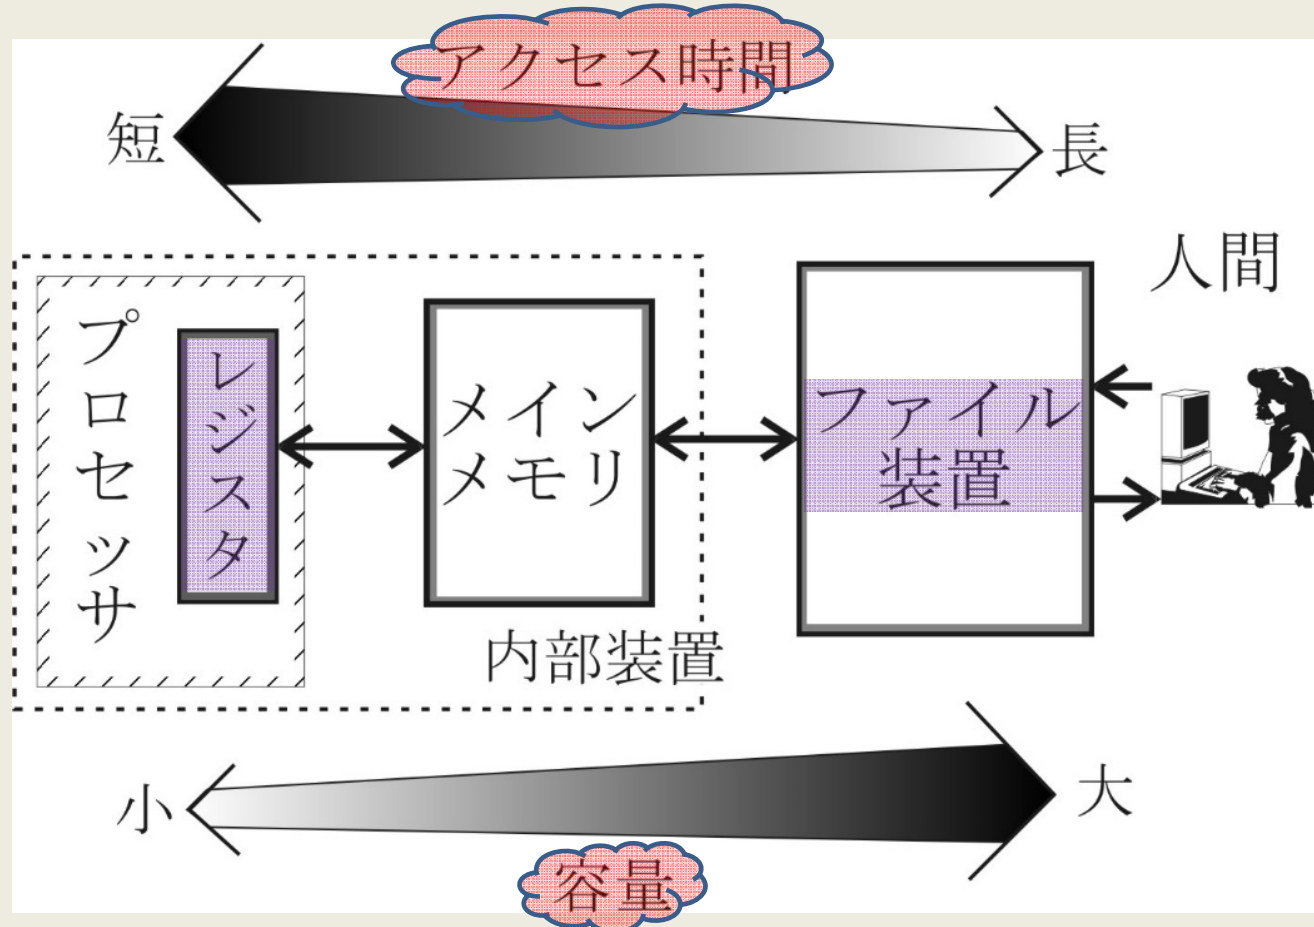 アクセス時間
短
長
人間
プロセッサ
レジスタ
メイン
メモリ
ファイル
装置
内部装置
小
大
容量